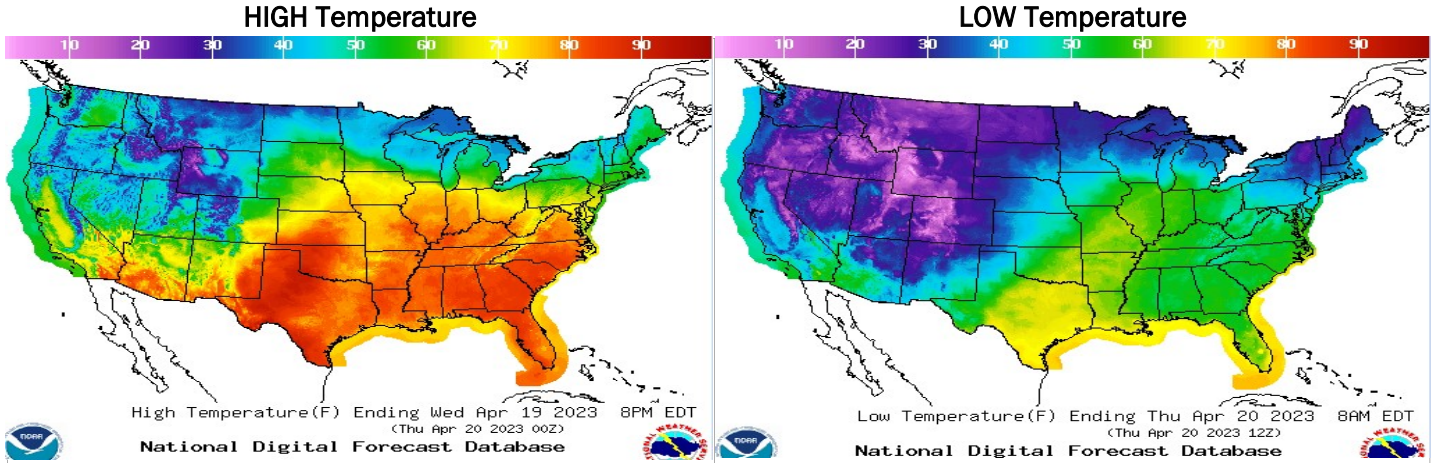 HIGH Temperature
10 20 30 40 50 60 70 80 90
High Temperature(F) Ending Wed Apr 19 2023 8PM EDT
(Thu Apr 20 2023 00Z)
National Digital Forecast Database
NOAA
LOW Temperature
10 20 30 40 50 60 70 80 90
Low Temperature(F) Ending Thu Apr 20 2023 8AM EDT
(Thu Apr 20 2023 12Z)
National Digital Forecast Database
NOAA